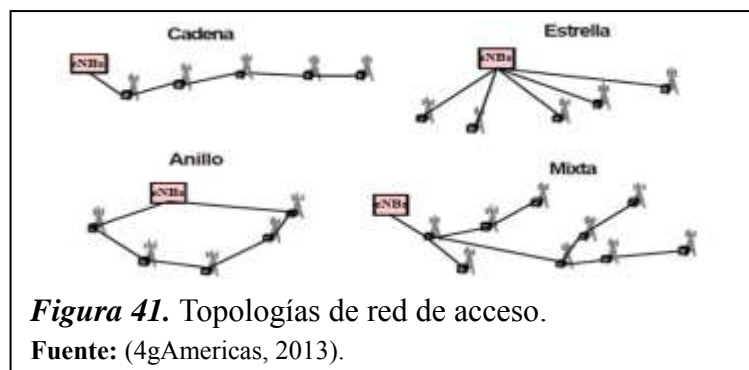 Cadena
Estrella
eNBs
eNBs
Anillo
Mixta
eNBs
eNBs
Figura 41. Topologías de red de acceso.
Fuente: (4gAmericas, 2013).